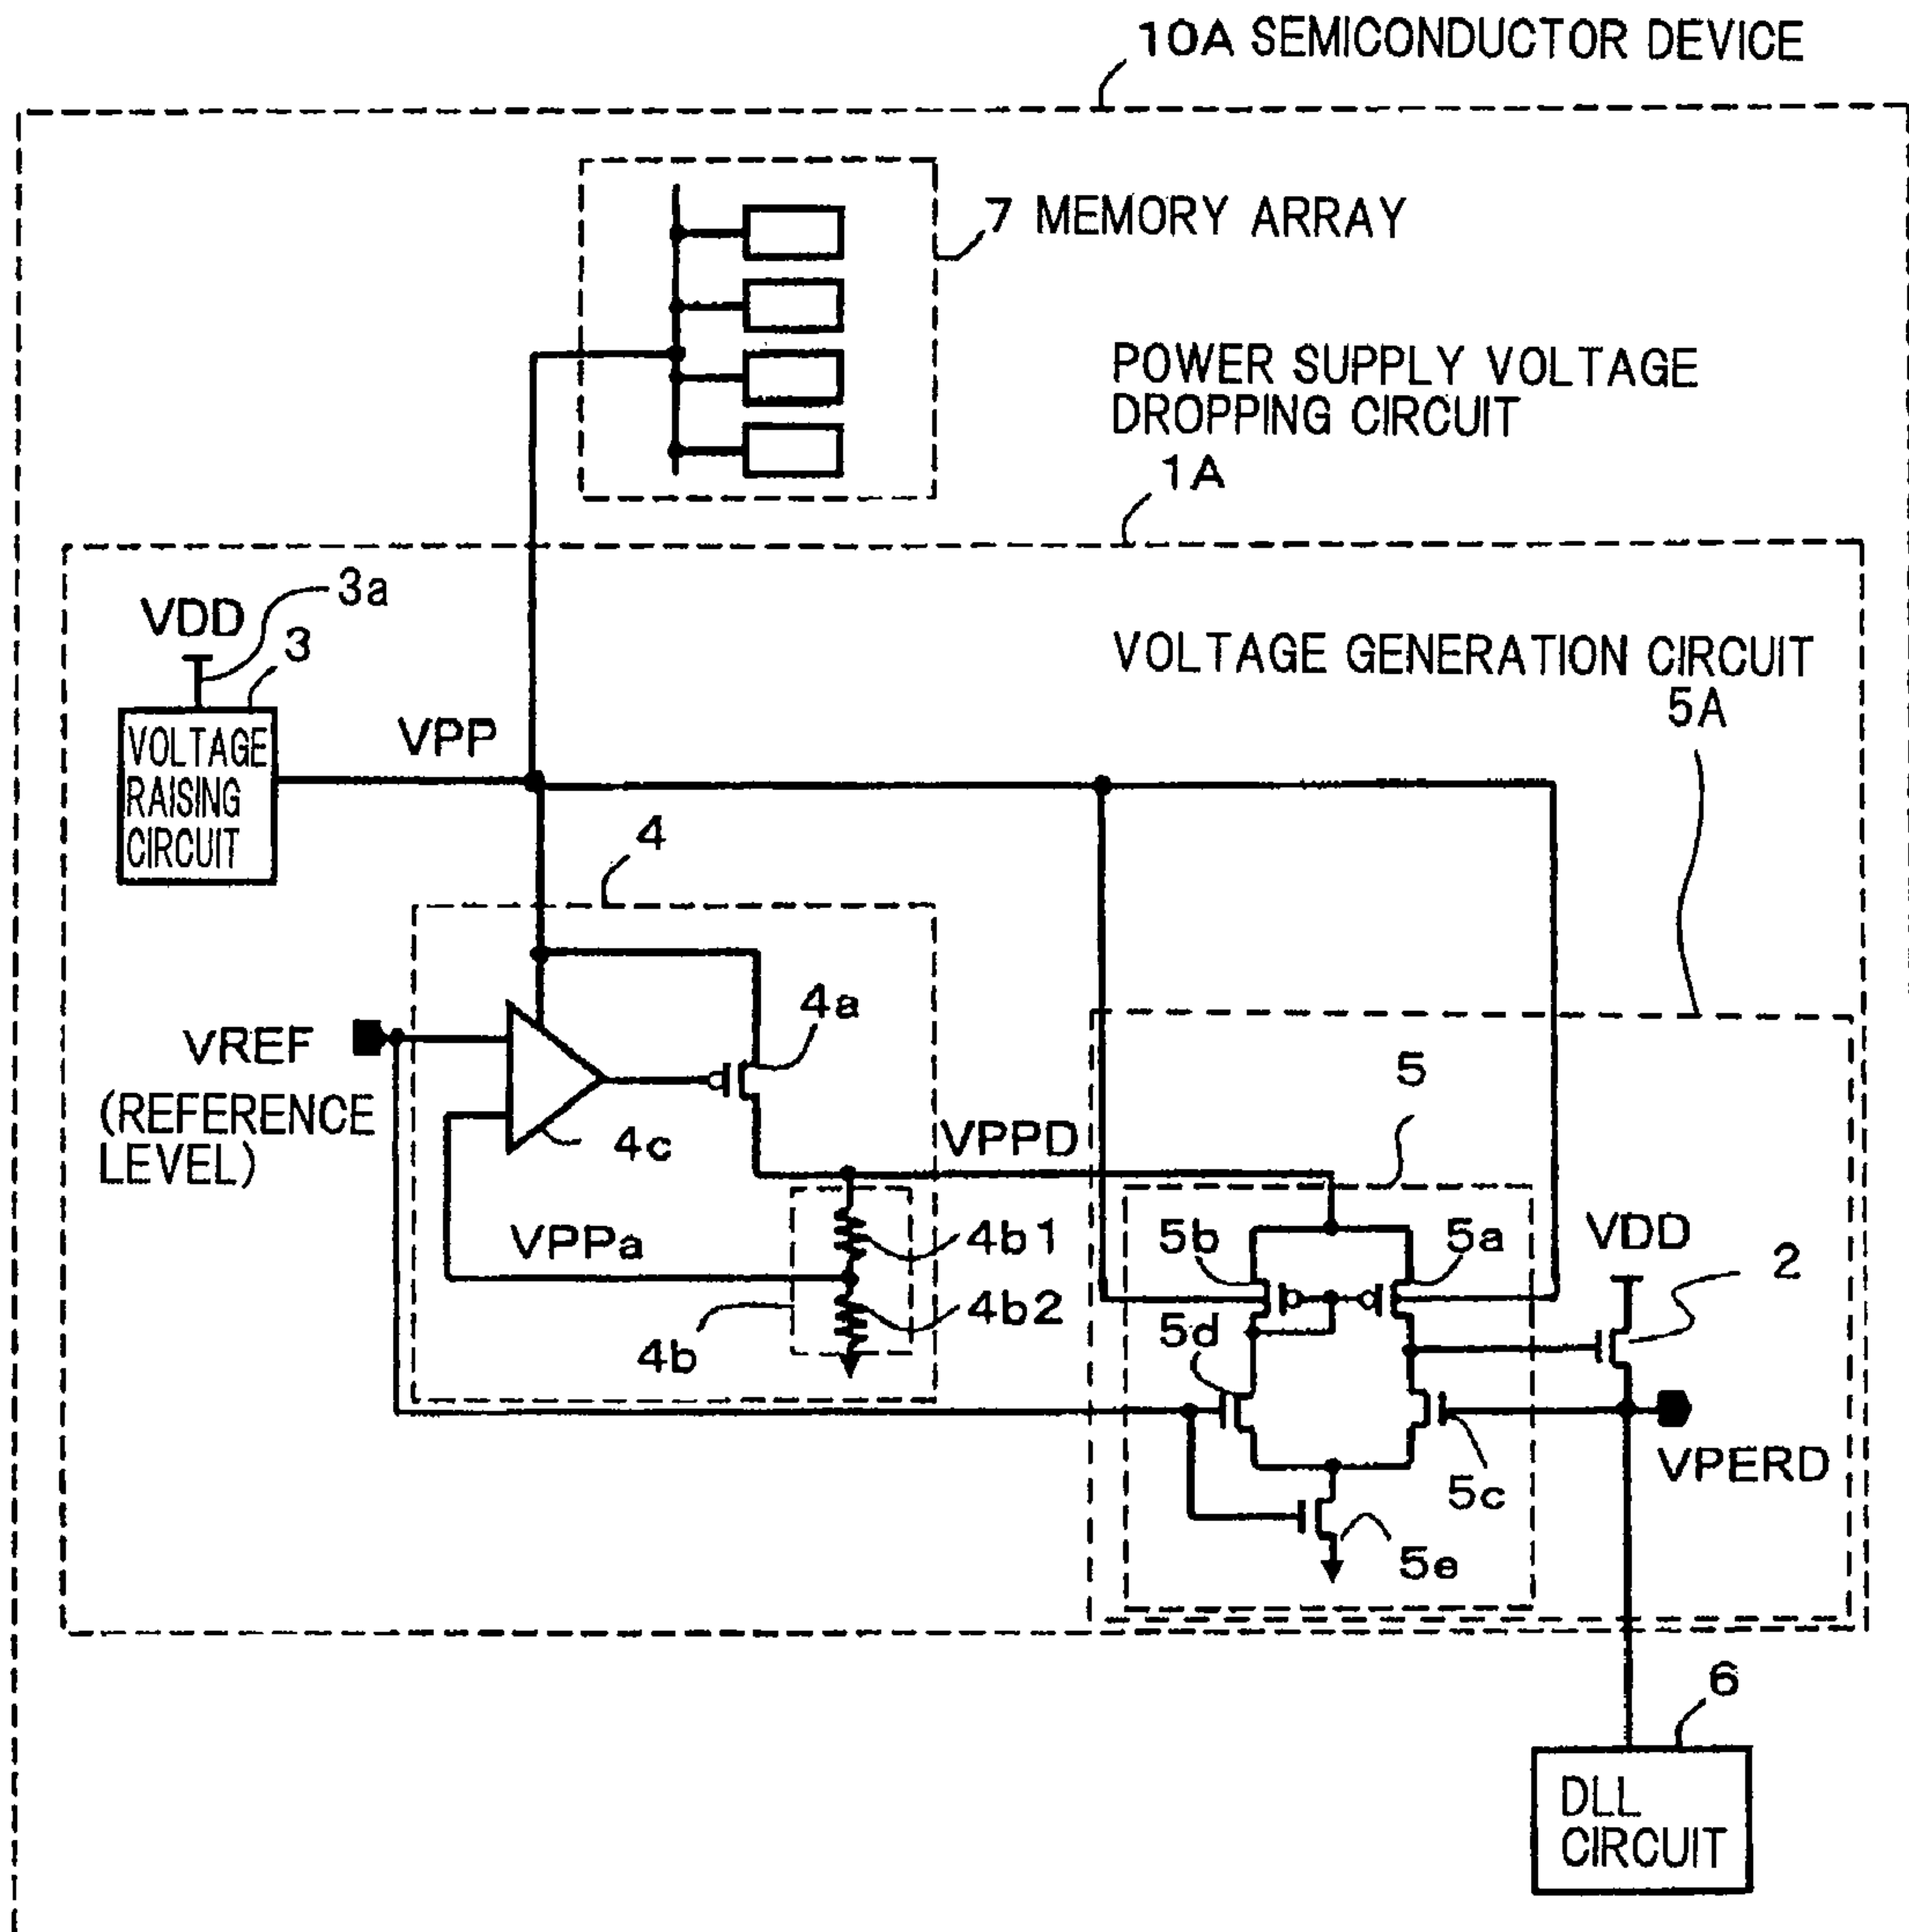 10A SEMICONDUCTOR DEVICE
7 MEMORY ARRAY
POWER SUPPLY VOLTAGE
DROPPING CIRCUIT
1A
3a
VDD
3
VOLTAGE GENERATION CIRCUIT
5A
VOLTAGE
RAISING
CIRCUIT
VPP
4
4a
VREF
(REFERENCE
LEVEL)
4c
5
VPPD
VPPa
4b1
4b2
4b
5b
5a
VDD
2
5d
5c
VPERD
5e
6
DLL
CIRCUIT